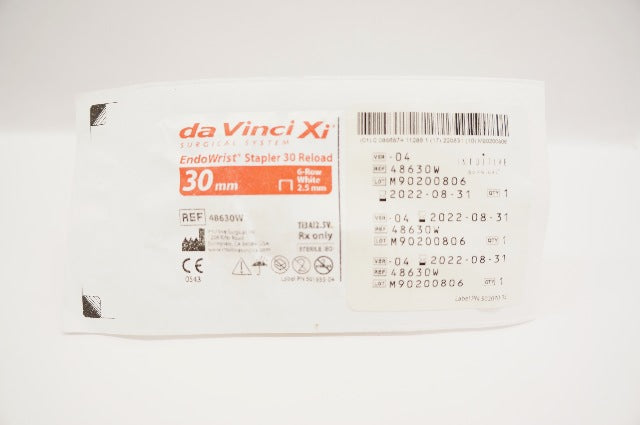 da Vinci Xi
SURGICAL SYSTEM
EndoWrist® Stapler 30 Reload
30 mm
6-Row
White
2.5 mm
REF 48630W
Rx only
CE
0543
VER -04
REF 48630W
LOT M90200806
2022-08-31 QTY 1
VER -04 2022-08-31
REF 48630W
LOT M90200806 QTY 1
VER -04 2022-08-31
REF 48630W
LOT M90200806 QTY 1